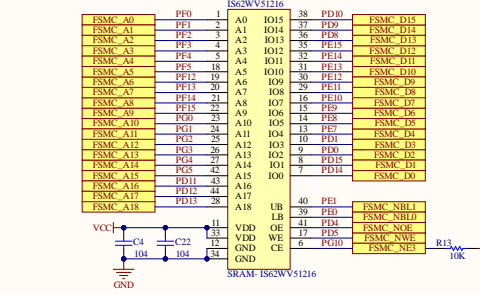 IS62WV51216
FSMC_A0 PF0 1 A0 IO15 38 PD10 FSMC_D15
FSMC_A1 PF1 2 A1 IO14 37 PD9 FSMC_D14
FSMC_A2 PF2 3 A2 IO13 36 PD8 FSMC_D13
FSMC_A3 PF3 4 A3 IO12 35 PE15 FSMC_D12
FSMC_A4 PF4 5 A4 IO11 32 PE14 FSMC_D11
FSMC_A5 PF5 18 A5 IO10 31 PE13 FSMC_D10
FSMC_A6 PF12 19 A6 IO9 30 PE12 FSMC_D9
FSMC_A7 PF13 20 A7 IO8 29 PE11 FSMC_D8
FSMC_A8 PF14 21 A8 IO7 16 PE10 FSMC_D7
FSMC_A9 PF15 22 A9 IO6 15 PE9 FSMC_D6
FSMC_A10 PG0 23 A10 IO5 14 PE8 FSMC_D5
FSMC_A11 PG1 24 A11 IO4 13 PE7 FSMC_D4
FSMC_A12 PG2 25 A12 IO3 10 PD1 FSMC_D3
FSMC_A13 PG3 26 A13 IO2 9 PD0 FSMC_D2
FSMC_A14 PG4 27 A14 IO1 8 PD15 FSMC_D1
FSMC_A15 PG5 42 A15 IO0 7 PD14 FSMC_D0
FSMC_A16 PD11 43 A16
FSMC_A17 PD12 44 A17
FSMC_A18 PD13 28 A18 UB 40 PE1 FSMC_NBL1
LB 39 PE0 FSMC_NBL0
VCC 11 VDD OE 41 PD4 FSMC_NOE
33 VDD WE 17 PD5 FSMC_NWE
C4 C22 12 GND CE 6 PG10 FSMC_NE3 R13
104 104 34 GND 10K
SRAM- IS62WV51216
GND